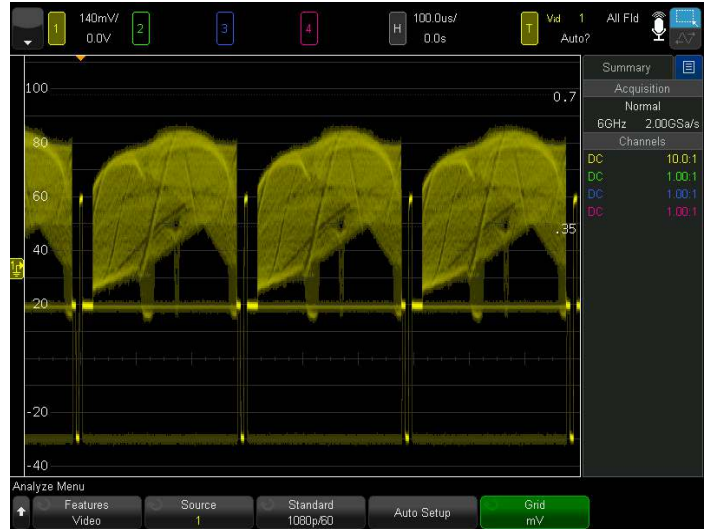 1 140mV/ 2 3 4 H 100.0us/ T Vid 1 All Fld
0.0V 0.0s Auto?
Summary
Acquisition
Normal
6GHz 2.00GSa/s
Channels
DC 10.0:1
DC 1.00:1
DC 1.00:1
DC 1.00:1
100
0.7
80
60
.35
40
20
-20
-40
Analyze Menu
Features Source Standard Auto Setup Grid
Video 1 1080p/60 mV